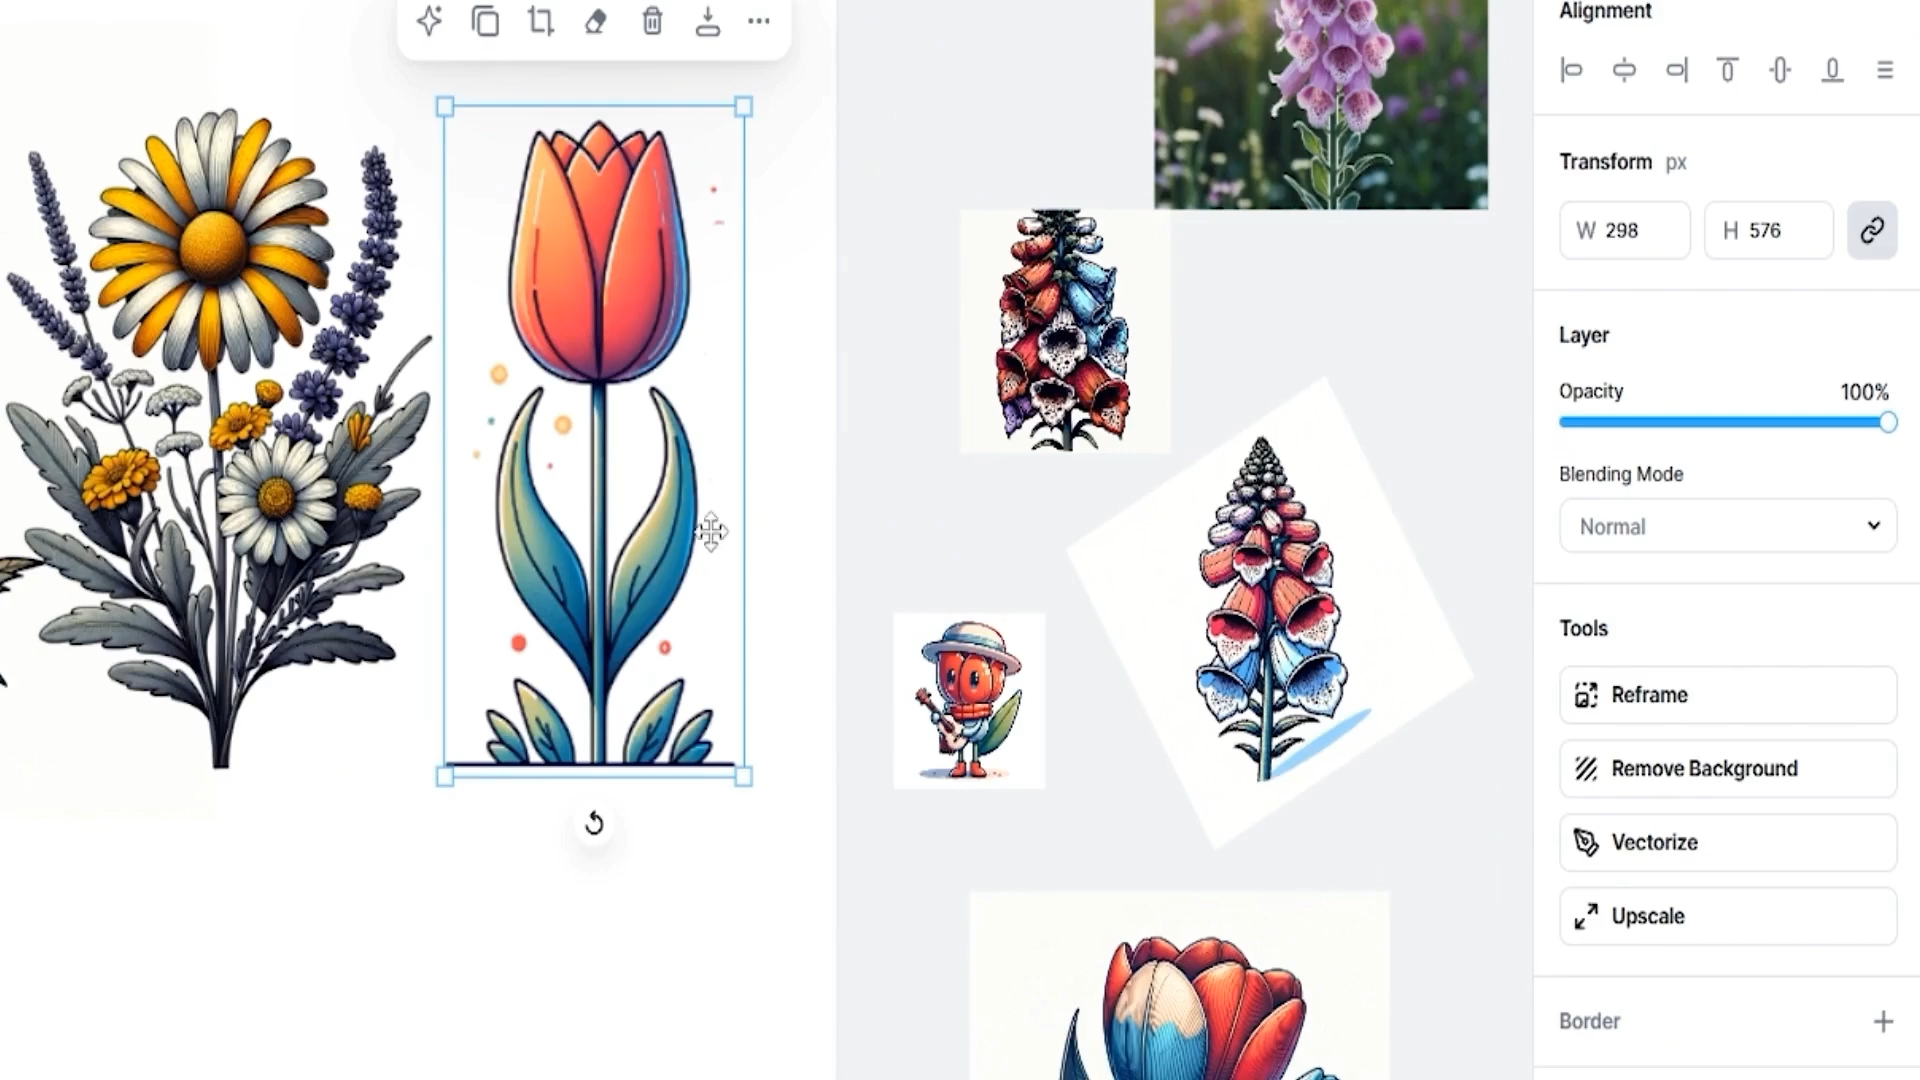 Alignment
Transform px
W 298 H 576
Layer
Opacity 100%
Blending Mode
Normal
Tools
Reframe
Remove Background
Vectorize
Upscale
Border